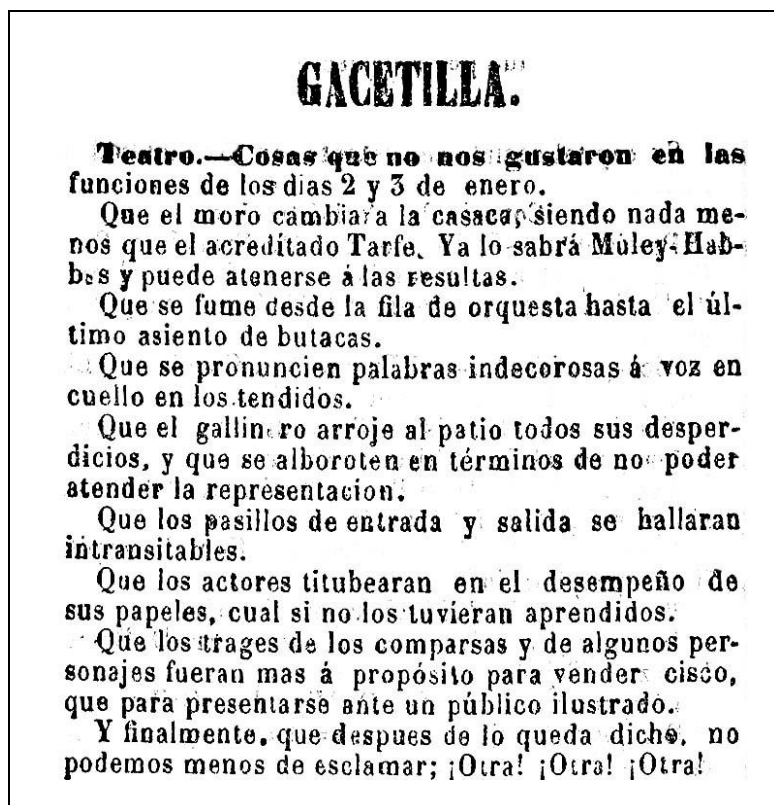 GACETILLA.
Teatro.—Cosas que no nos gustaron en las
funciones de los dias 2 y 3 de enero.
Que el moro cambiara la casaca, siendo nada me-
nos que el acreditado Tarfe. Ya lo sabrá Muley-Hab-
bas y puede atenerse á las resultas.
Que se fume desde la fila de orquesta hasta el úl-
timo asiento de butacas.
Que se pronuncien palabras indecorosas á voz en
cuello en los tendidos.
Que el gallinero arroje al patio todos sus desper-
dicios, y que se alboroten en términos de no poder
atender la representacion.
Que los pasillos de entrada y salida se hallaran
intransitables.
Que los actores titubearan en el desempeño de
sus papeles, cual si no los tuvieran aprendidos.
Que los trages de los comparsas y de algunos per-
sonajes fueran mas á propósito para vender cisco,
que para presentarse ante un público ilustrado.
Y finalmente, que despues de lo queda dicho, no
podemos menos de esclamar; ¡Otra! ¡Otra! ¡Otra!